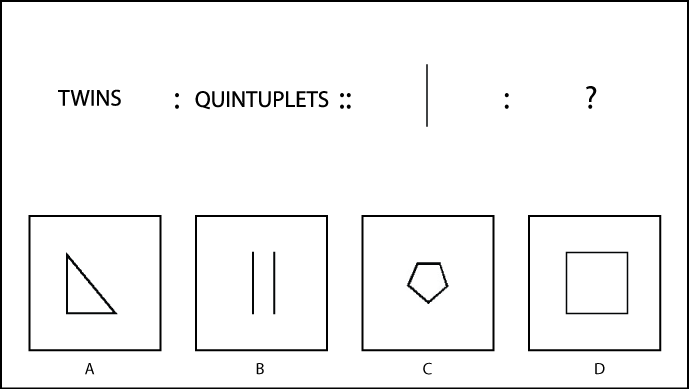 TWINS : QUINTUPLETS :: : ?
A B C D